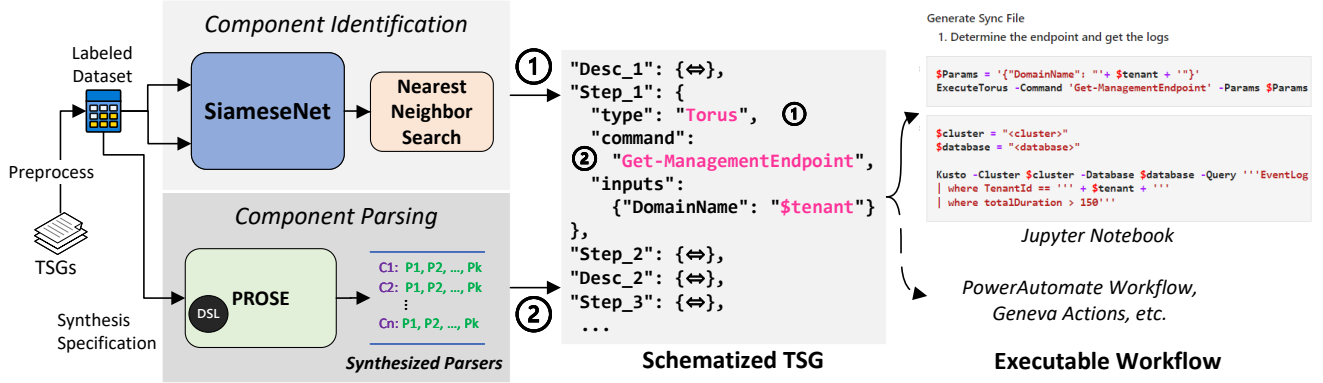 Component Identification
Labeled
Dataset
SiameseNet
Nearest
Neighbor
Search
Preprocess
TSGs
Synthesis
Specification
Component Parsing
PROSE
DSL
C1: P1, P2, ..., Pk
C2: P1, P2, ..., Pk
⋮
Cn: P1, P2, ..., Pk
Synthesized Parsers
①
②
"Desc_1": {⇔},
"Step_1": {
"type": "Torus", ①
"command":
② "Get-ManagementEndpoint",
"inputs":
{"DomainName": "$tenant"}
},
"Step_2": {⇔},
"Desc_2": {⇔},
"Step_3": {⇔},
...
Schematized TSG
Generate Sync File
1. Determine the endpoint and get the logs
$Params = '{"DomainName": "'+ $tenant + '"}'
ExecuteTorus -Command 'Get-ManagementEndpoint' -Params $Params
$cluster = "<cluster>"
$database = "<database>"
Kusto -Cluster $cluster -Database $database -Query '''EventLog
| where TenantId == ''' + $tenant + '''
| where totalDuration > 150'''
Jupyter Notebook
PowerAutomate Workflow,
Geneva Actions, etc.
Executable Workflow